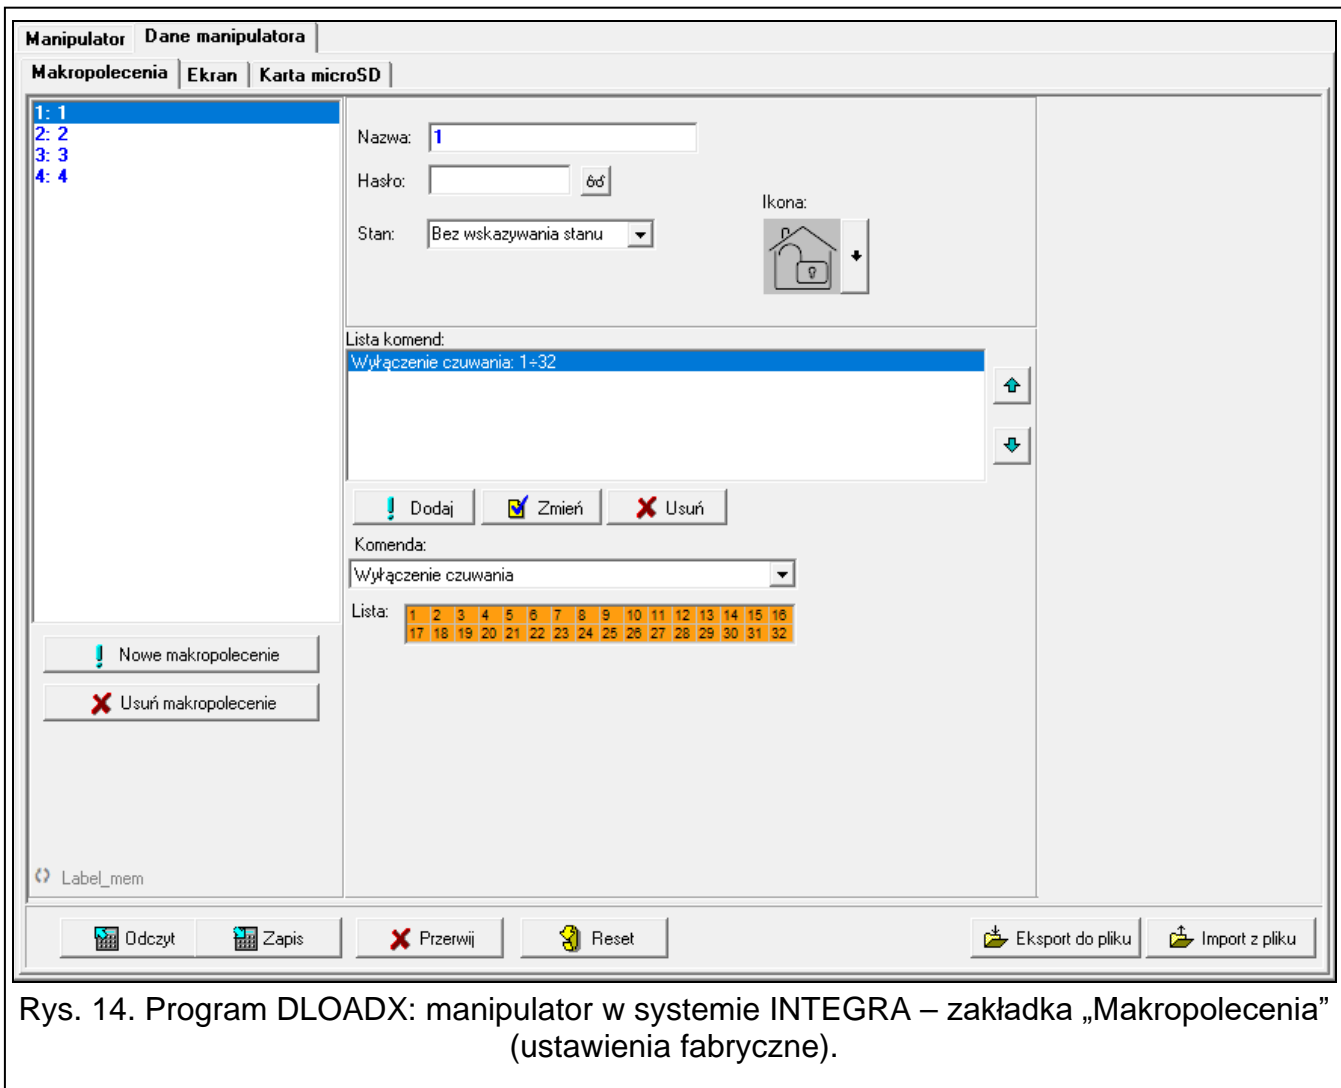 Manipulator Dane manipulatora
Makropolecenia Ekran Karta microSD
1: 1
2: 2
3: 3
4: 4
Nazwa: 1
Hasło:
Ikona:
Stan: Bez wskazywania stanu
Lista komend:
Wyłączenie czuwania: 1÷32
Dodaj Zmień Usuń
Komenda:
Wyłączenie czuwania
Lista: 1 2 3 4 5 6 7 8 9 10 11 12 13 14 15 16
17 18 19 20 21 22 23 24 25 26 27 28 29 30 31 32
Nowe makropolecenie
Usuń makropolecenie
Label_mem
Odczyt Zapis Przerwij Reset Eksport do pliku Import z pliku
Rys. 14. Program DLOADX: manipulator w systemie INTEGRA – zakładka „Makropolecenia”
(ustawienia fabryczne).